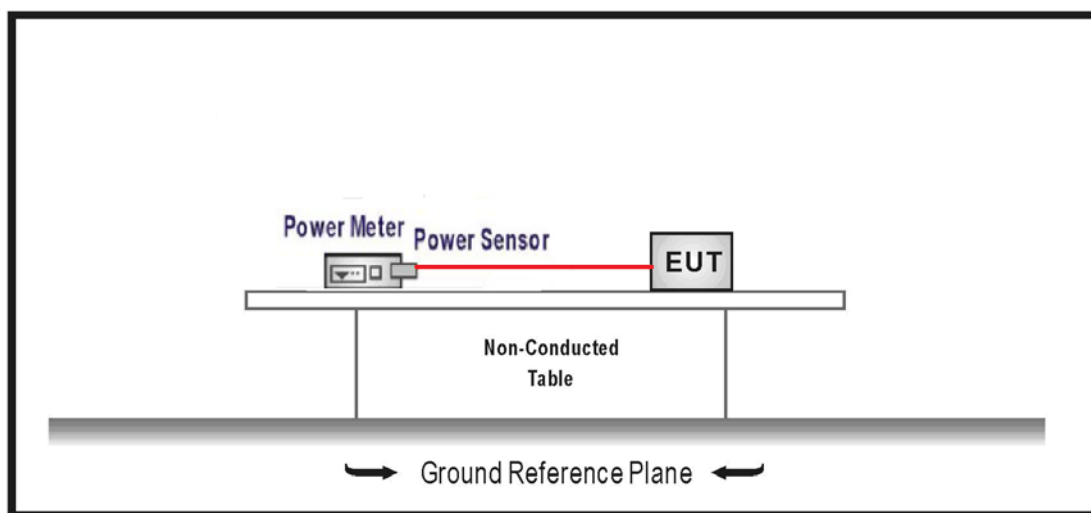 Power Meter
Power Sensor
EUT
Non-Conducted
Table
Ground Reference Plane